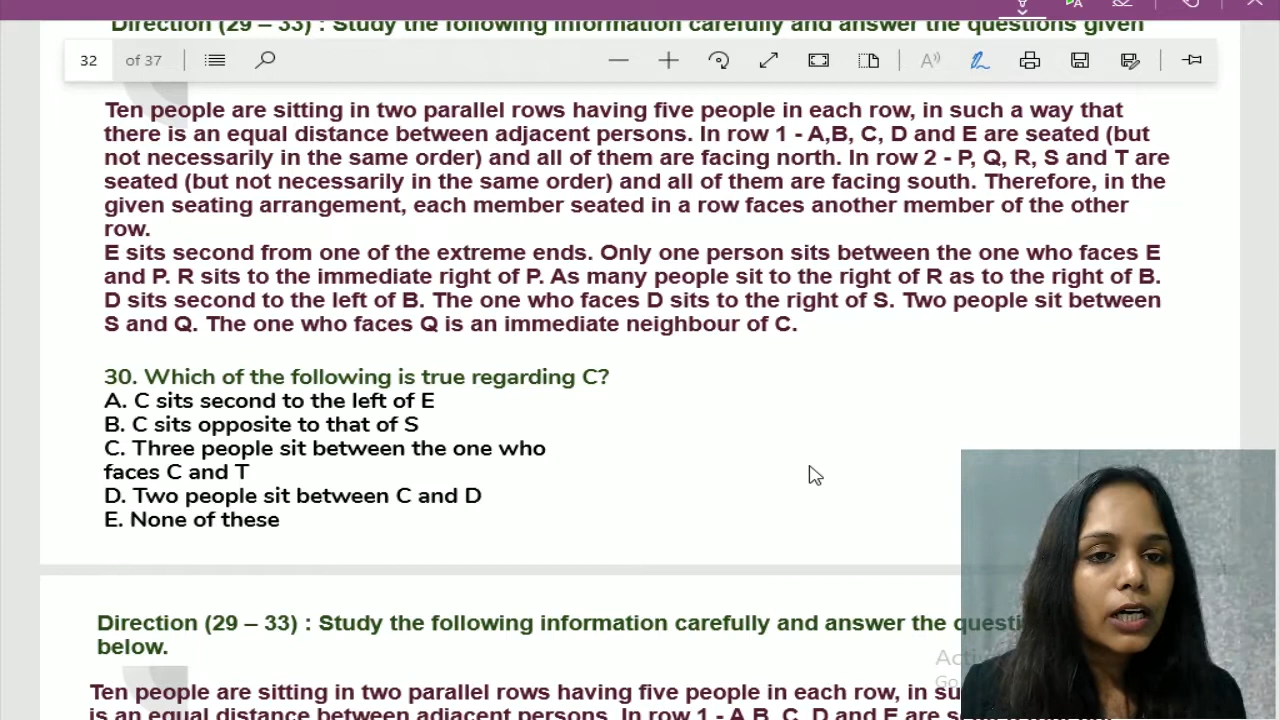 Direction (29 – 33) : Study the following information carefully and answer the questions given
32 of 37
Ten people are sitting in two parallel rows having five people in each row, in such a way that
there is an equal distance between adjacent persons. In row 1 - A,B, C, D and E are seated (but
not necessarily in the same order) and all of them are facing north. In row 2 - P, Q, R, S and T are
seated (but not necessarily in the same order) and all of them are facing south. Therefore, in the
given seating arrangement, each member seated in a row faces another member of the other
row.
E sits second from one of the extreme ends. Only one person sits between the one who faces E
and P. R sits to the immediate right of P. As many people sit to the right of R as to the right of B.
D sits second to the left of B. The one who faces D sits to the right of S. Two people sit between
S and Q. The one who faces Q is an immediate neighbour of C.
30. Which of the following is true regarding C?
A. C sits second to the left of E
B. C sits opposite to that of S
C. Three people sit between the one who
faces C and T
D. Two people sit between C and D
E. None of these
Direction (29 – 33) : Study the following information carefully and answer the questi
below.
Ten people are sitting in two parallel rows having five people in each row, in su
is an equal distance between adjacent persons. In row 1 - A,B, C, D and E are s